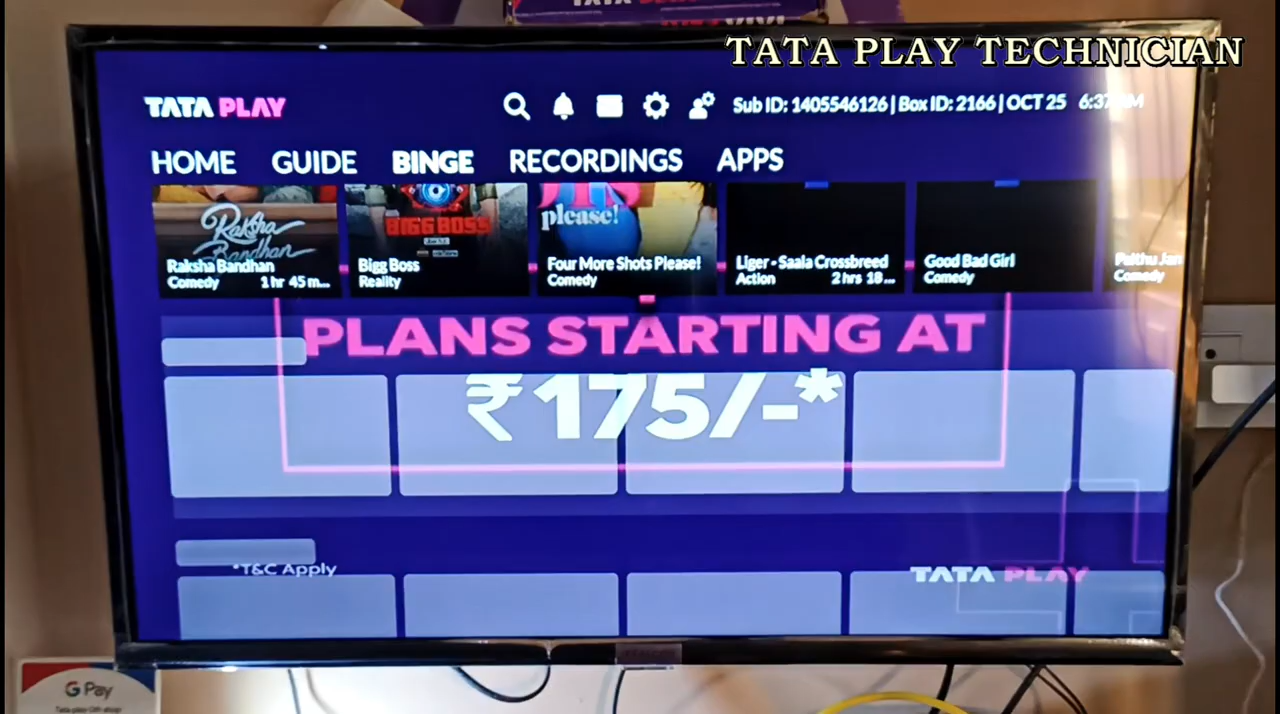 TATA PLAY TECHNICIAN
TATA PLAY
Sub ID: 1405546126 | Box ID: 2166 | OCT 25
HOME GUIDE BINGE RECORDINGS APPS
Raksha Bandhan
BIGG BOSS
please!
Raksha Bandhan
Comedy 1 hr 45 m...
Bigg Boss
Reality
Four More Shots Please!
Comedy
Liger - Saala Crossbreed
Action 2 hrs 18 ...
Good Bad Girl
Comedy
Comedy
PLANS STARTING AT
₹175/-*
*T&C Apply
TATA PLAY
G Pay